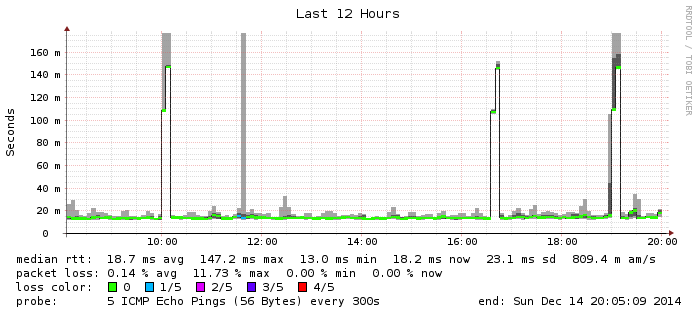 Last 12 Hours
RRDTOOL / TOBI OETIKER
Seconds
160 m
140 m
120 m
100 m
80 m
60 m
40 m
20 m
0
10:00 12:00 14:00 16:00 18:00 20:00
median rtt: 18.7 ms avg 147.2 ms max 13.0 ms min 18.2 ms now 23.1 ms sd 809.4 m am/s
packet loss: 0.14 % avg 11.73 % max 0.00 % min 0.00 % now
loss color: 0 1/5 2/5 3/5 4/5
probe: 5 ICMP Echo Pings (56 Bytes) every 300s end: Sun Dec 14 20:05:09 2014